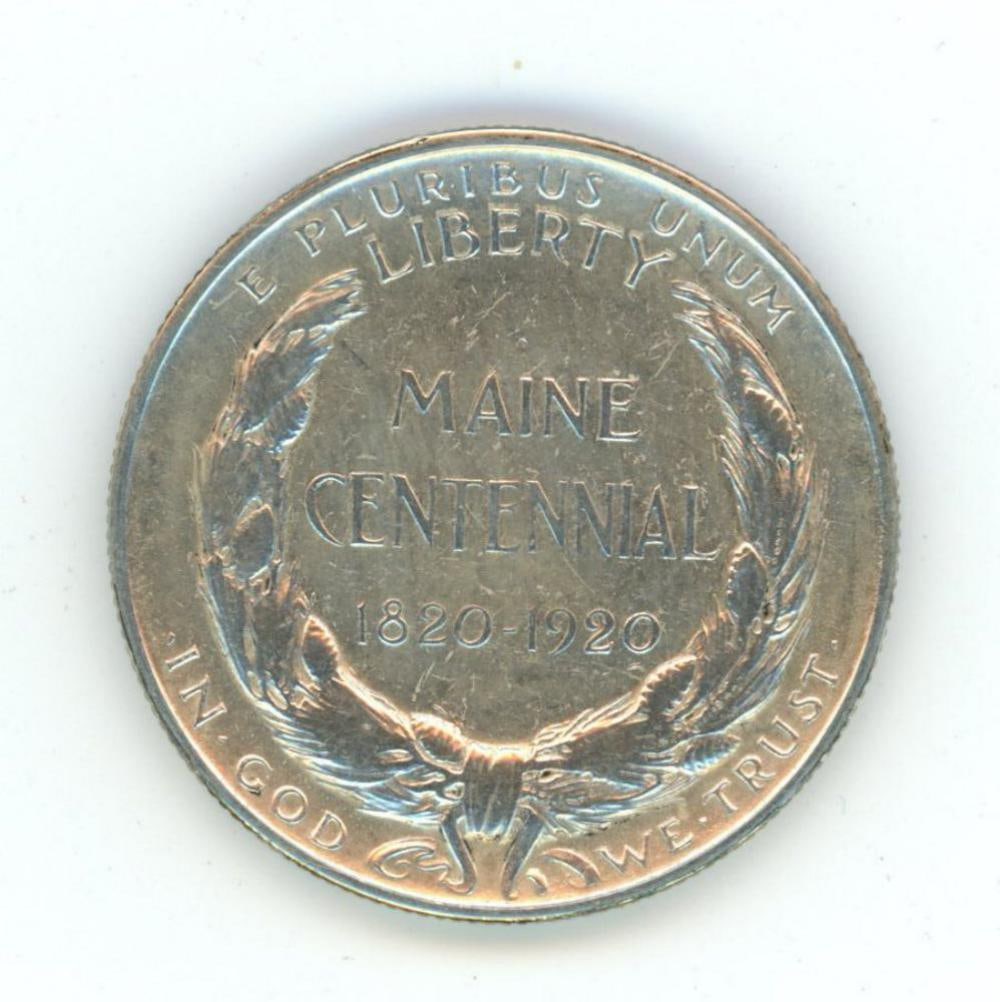 E PLURIBUS UNUM
LIBERTY
MAINE
CENTENNIAL
1820-1920
·IN·GOD WE·TRUST·